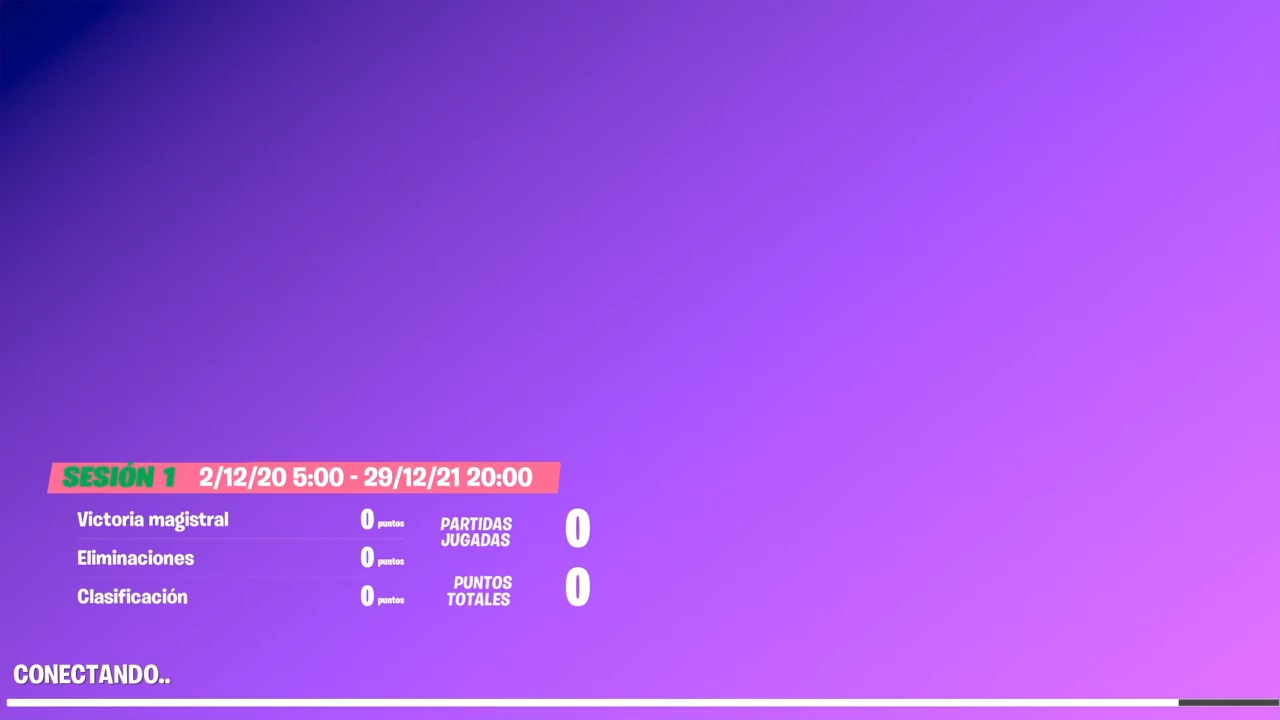 SESIÓN 1 2/12/20 5:00 - 29/12/21 20:00
Victoria magistral 0 puntos
Eliminaciones 0 puntos
Clasificación 0 puntos
PARTIDAS
JUGADAS 0
PUNTOS
TOTALES 0
CONECTANDO..